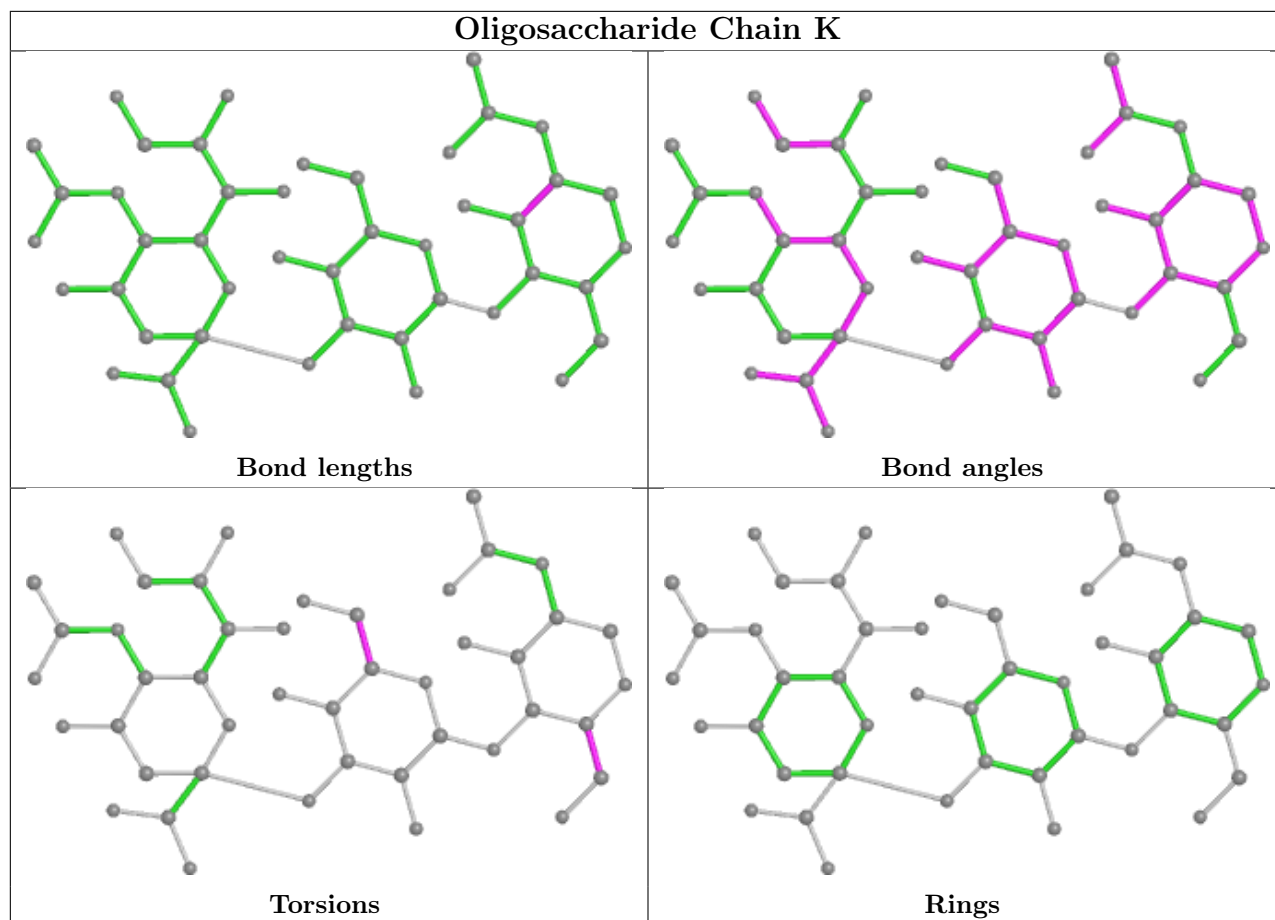 Oligosaccharide Chain K
Bond lengths
Bond angles
Torsions
Rings